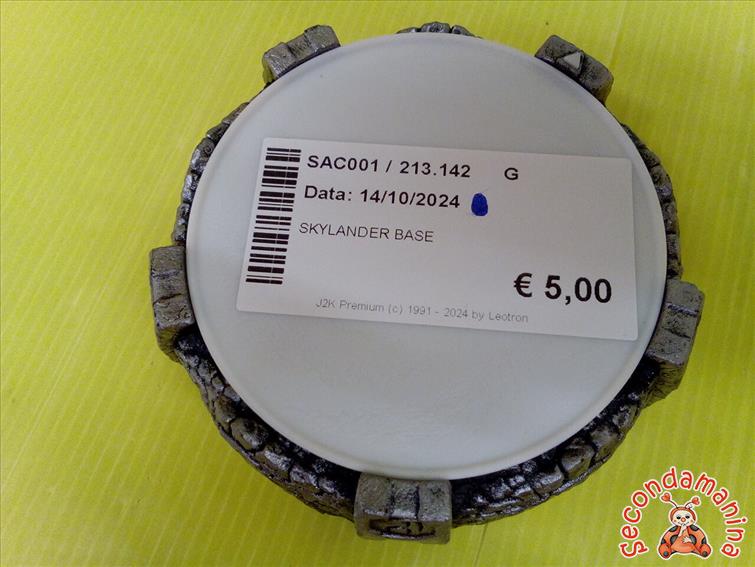 SAC001 / 213.142 G
Data: 14/10/2024
SKYLANDER BASE
€ 5,00
J2K Premium (c) 1991 - 2024 by Leotron
Secondamanina